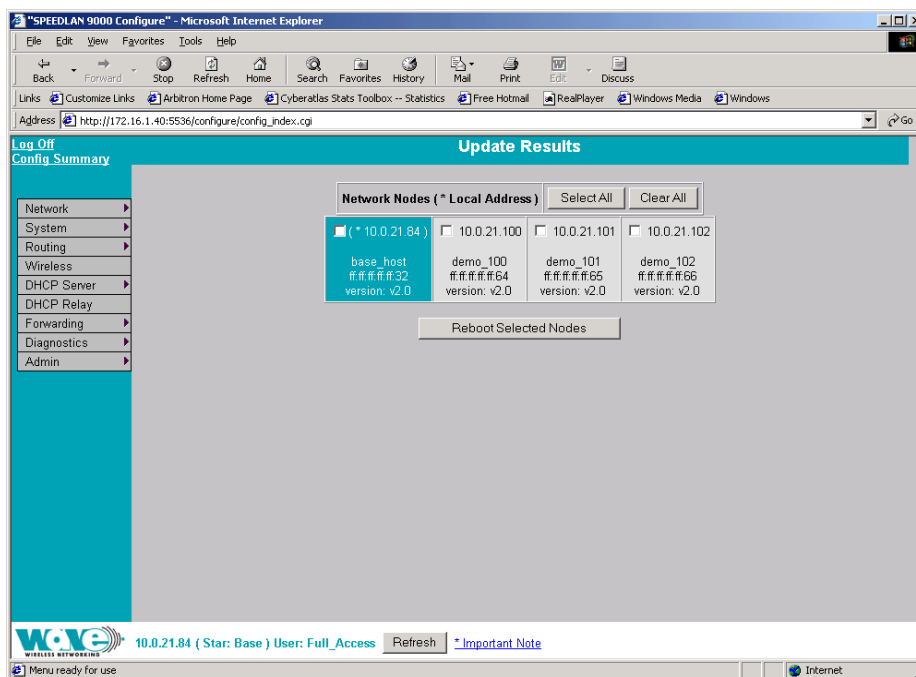 "SPEEDLAN 9000 Configure" - Microsoft Internet Explorer
File Edit View Favorites Tools Help
Back Forward Stop Refresh Home Search Favorites History Mail Print Edit Discuss
Links Customize Links Arbitron Home Page Cyberatlas Stats Toolbox -- Statistics Free Hotmail RealPlayer Windows Media Windows
Address http://172.16.1.40:5536/configure/config_index.cgi Go
Log Off
Config Summary
Update Results
Network Nodes ( * Local Address ) Select All Clear All
( * 10.0.21.84 ) 10.0.21.100 10.0.21.101 10.0.21.102
base_host demo_100 demo_101 demo_102
ff:ff:ff:ff:ff:32 ff:ff:ff:ff:ff:64 ff:ff:ff:ff:ff:65 ff:ff:ff:ff:ff:66
version: v2.0 version: v2.0 version: v2.0 version: v2.0
Reboot Selected Nodes
Network
System
Routing
Wireless
DHCP Server
DHCP Relay
Forwarding
Diagnostics
Admin
WAVE
WIRELESS NETWORKING
10.0.21.84 ( Star: Base ) User: Full_Access Refresh * Important Note
Menu ready for use Internet